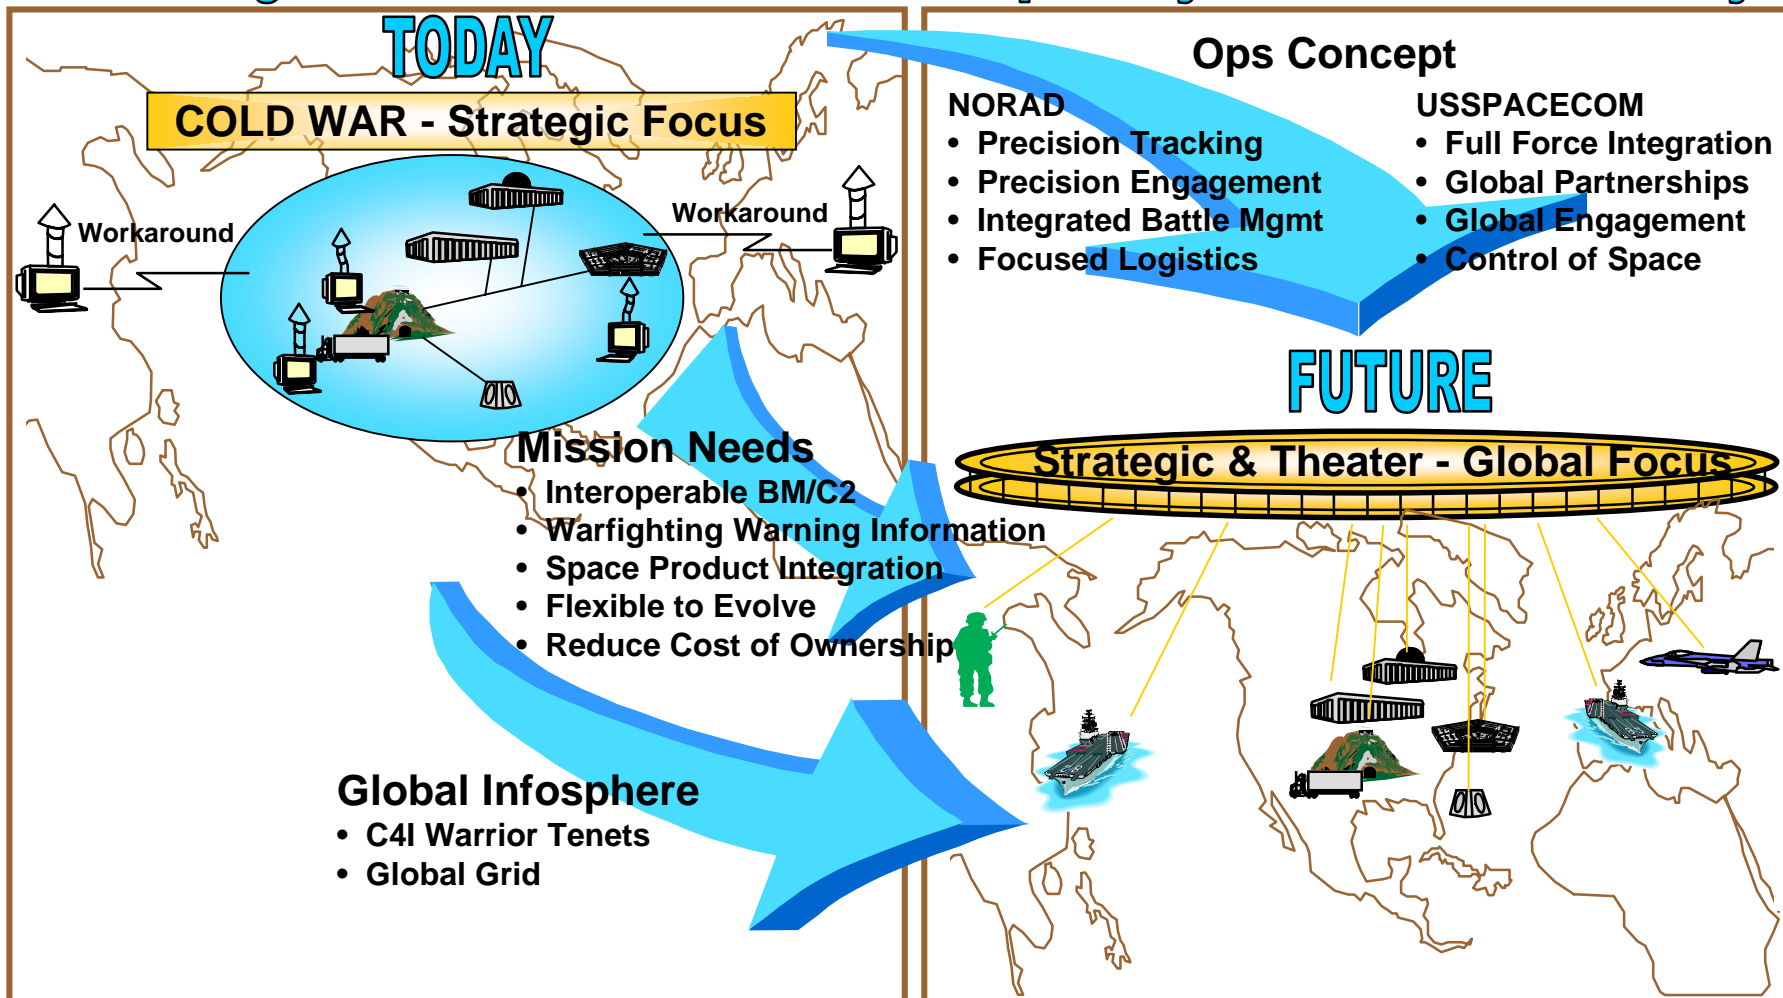 TODAY
COLD WAR - Strategic Focus
Workaround
Workaround
Mission Needs
• Interoperable BM/C2
• Warfighting Warning Information
• Space Product Integration
• Flexible to Evolve
• Reduce Cost of Ownership
Global Infosphere
• C4I Warrior Tenets
• Global Grid
Ops Concept
NORAD
• Precision Tracking
• Precision Engagement
• Integrated Battle Mgmt
• Focused Logistics
USSPACECOM
• Full Force Integration
• Global Partnerships
• Global Engagement
• Control of Space
FUTURE
Strategic & Theater - Global Focus